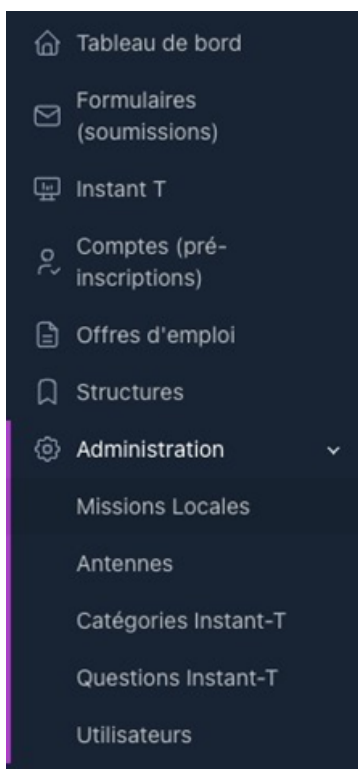 Tableau de bord
Formulaires
(soumissions)
Instant T
Comptes (pré-
inscriptions)
Offres d'emploi
Structures
Administration
Missions Locales
Antennes
Catégories Instant-T
Questions Instant-T
Utilisateurs